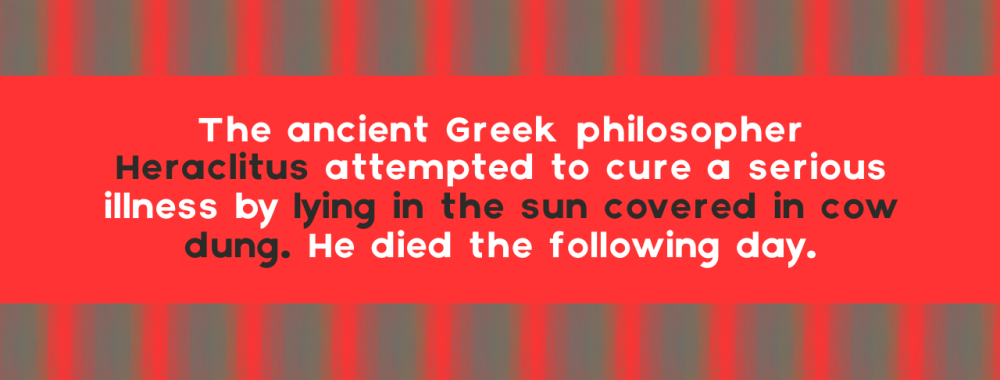 The ancient Greek philosopher
Heraclitus attempted to cure a serious
illness by lying in the sun covered in cow
dung. He died the following day.